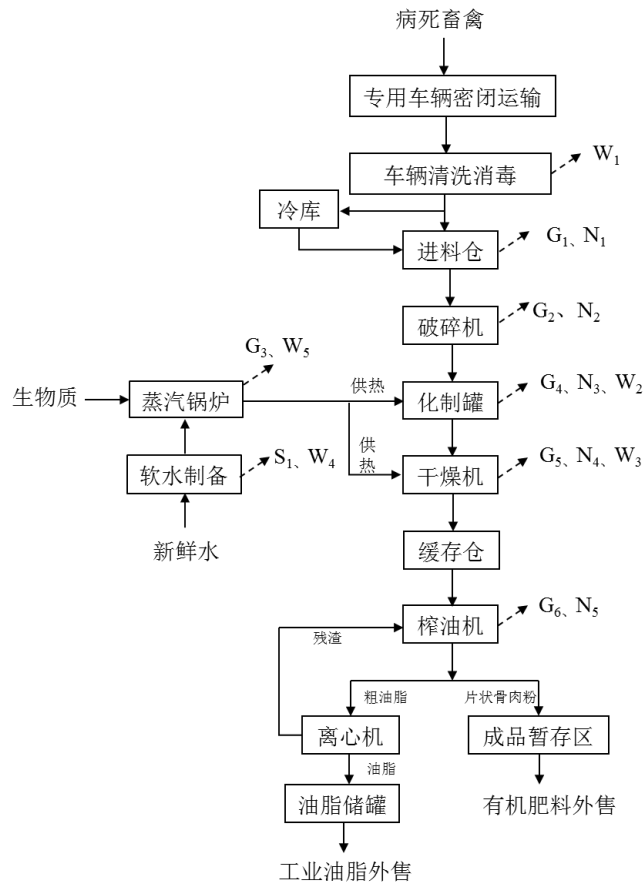 病死畜禽
专用车辆密闭运输
车辆清洗消毒
W₁
冷库
进料仓
G₁、N₁
破碎机
G₂、N₂
G₃、W₅
生物质
蒸汽锅炉
供热
化制罐
G₄、N₃、W₂
供热
软水制备
S₁、W₄
干燥机
G₅、N₄、W₃
新鲜水
缓存仓
榨油机
G₆、N₅
残渣
粗油脂
片状骨肉粉
离心机
成品暂存区
油脂
油脂储罐
有机肥料外售
工业油脂外售